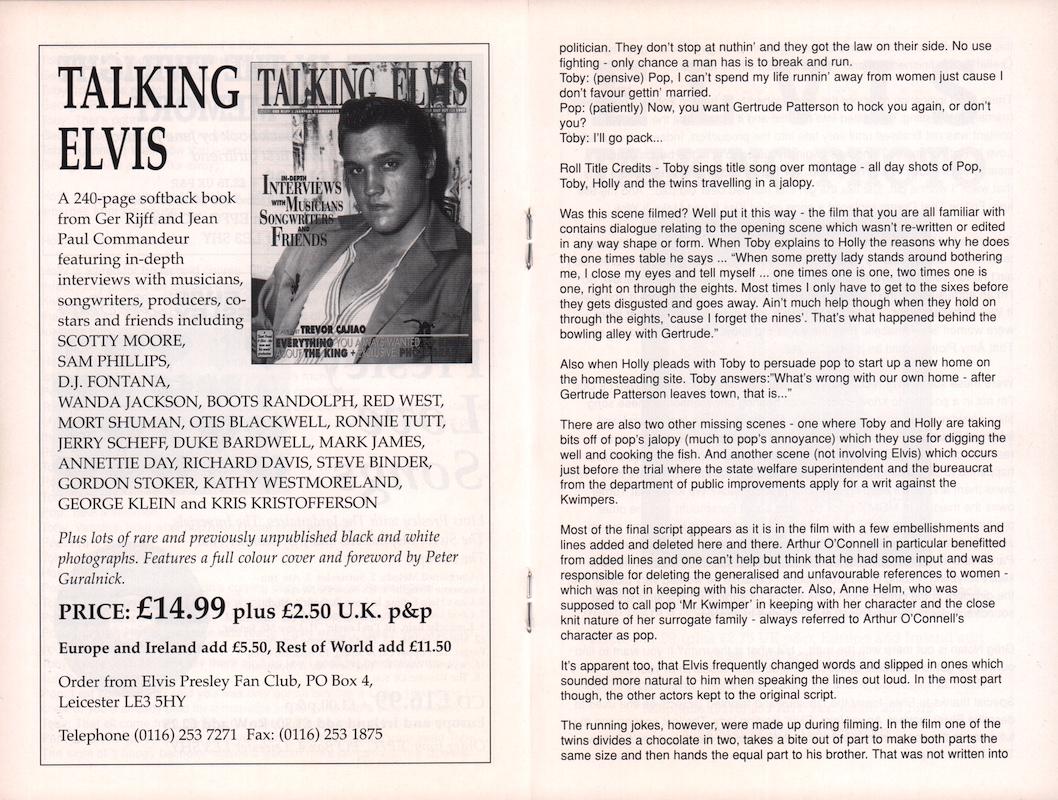 TALKING
ELVIS
A 240-page softback book
from Ger Rijff and Jean
Paul Commandeur
featuring in-depth
interviews with musicians,
songwriters, producers, co-
stars and friends including
SCOTTY MOORE,
SAM PHILLIPS,
D.J. FONTANA,
WANDA JACKSON, BOOTS RANDOLPH, RED WEST,
MORT SHUMAN, OTIS BLACKWELL, RONNIE TUTT,
JERRY SCHEFF, DUKE BARDWELL, MARK JAMES,
ANNETTIE DAY, RICHARD DAVIS, STEVE BINDER,
GORDON STOKER, KATHY WESTMORELAND,
GEORGE KLEIN and KRIS KRISTOFFERSON
TALKING ELVIS
IN-DEPTH
INTERVIEWS
WITH MUSICIANS
SONGWRITERS
FRIENDS
TREVOR CAJIAO
EVERYTHING YOU ALWAYS WANTED
ABOUT THE KING +
Plus lots of rare and previously unpublished black and white
photographs. Features a full colour cover and foreword by Peter
Guralnick.
PRICE: £14.99 plus £2.50 U.K. p&p
Europe and Ireland add £5.50, Rest of World add £11.50
Order from Elvis Presley Fan Club, PO Box 4,
Leicester LE3 5HY
Telephone (0116) 253 7271 Fax: (0116) 253 1875
politician. They don't stop at nuthin' and they got the law on their side. No use
fighting - only chance a man has is to break and run.
Toby: (pensive) Pop, I can't spend my life runnin' away from women just cause I
don't favour gettin' married.
Pop: (patiently) Now, you want Gertrude Patterson to hock you again, or don't
you?
Toby: I'll go pack...
Roll Title Credits - Toby sings title song over montage - all day shots of Pop,
Toby, Holly and the twins travelling in a jalopy.
Was this scene filmed? Well put it this way - the film that you are all familiar with
contains dialogue relating to the opening scene which wasn't re-written or edited
in any way shape or form. When Toby explains to Holly the reasons why he does
the one times table he says ... "When some pretty lady stands around bothering
me, I close my eyes and tell myself ... one times one is one, two times one is
one, right on through the eights. Most times I only have to get to the sixes before
they gets disgusted and goes away. Ain't much help though when they hold on
through the eights, 'cause I forget the nines'. That's what happened behind the
bowling alley with Gertrude."
Also when Holly pleads with Toby to persuade pop to start up a new home on
the homesteading site. Toby answers:"What's wrong with our own home - after
Gertrude Patterson leaves town, that is..."
There are also two other missing scenes - one where Toby and Holly are taking
bits off of pop's jalopy (much to pop's annoyance) which they use for digging the
well and cooking the fish. And another scene (not involving Elvis) which occurs
just before the trial where the state welfare superintendent and the bureaucrat
from the department of public improvements apply for a writ against the
Kwimpers.
Most of the final script appears as it is in the film with a few embellishments and
lines added and deleted here and there. Arthur O'Connell in particular benefitted
from added lines and one can't help but think that he had some input and was
responsible for deleting the generalised and unfavourable references to women -
which was not in keeping with his character. Also, Anne Helm, who was
supposed to call pop 'Mr Kwimper' in keeping with her character and the close
knit nature of her surrogate family - always referred to Arthur O'Connell's
character as pop.
It's apparent too, that Elvis frequently changed words and slipped in ones which
sounded more natural to him when speaking the lines out loud. In the most part
though, the other actors kept to the original script.
The running jokes, however, were made up during filming. In the film one of the
twins divides a chocolate in two, takes a bite out of part to make both parts the
same size and then hands the equal part to his brother. That was not written into